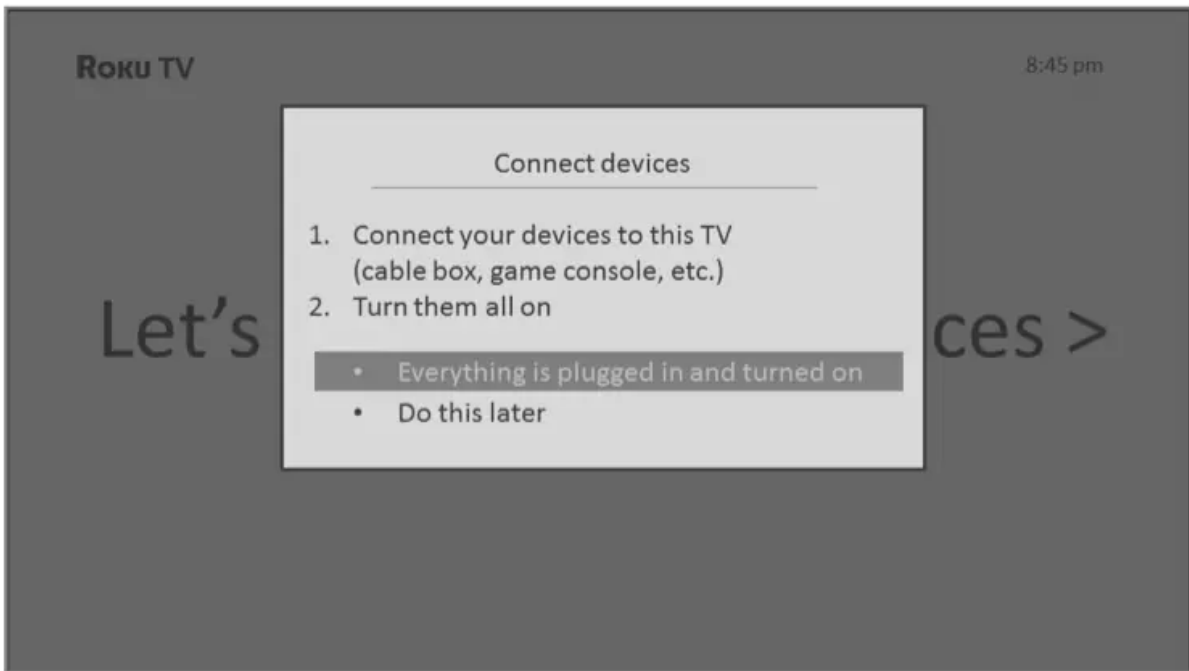 Roku TV
8:45 pm
Connect devices
1. Connect your devices to this TV
(cable box, game console, etc.)
2. Turn them all on
Let's
ces >
• Everything is plugged in and turned on
• Do this later